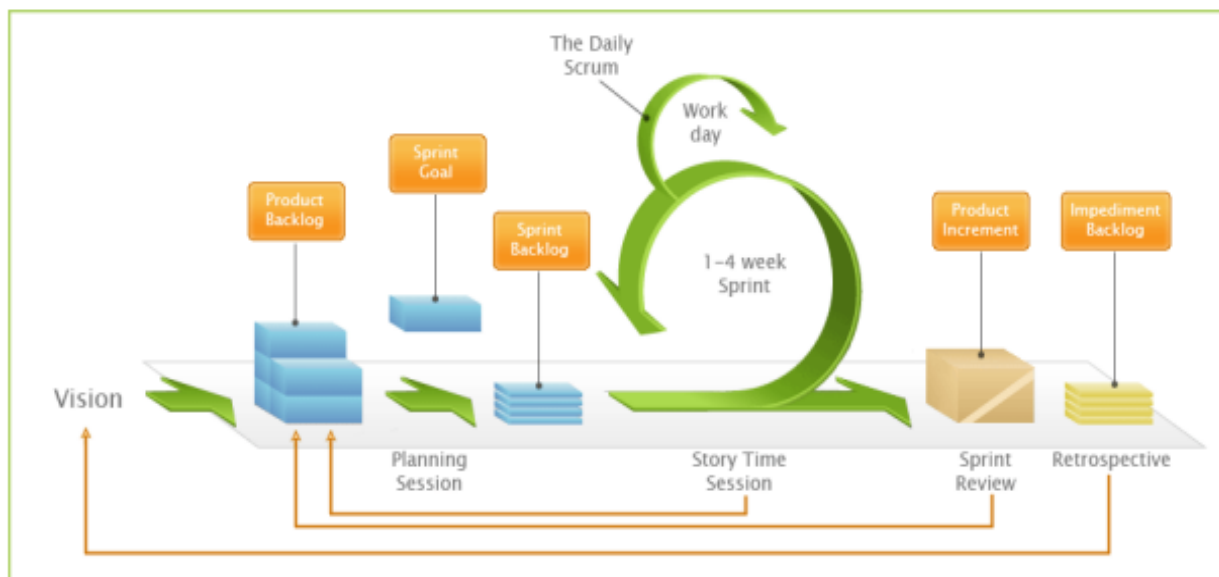 The Daily
Scrum
Work
day
Sprint
Goal
Product
Backlog
Sprint
Backlog
1-4 week
Sprint
Product
Increment
Impediment
Backlog
Vision
Planning
Session
Story Time
Session
Sprint
Review
Retrospective